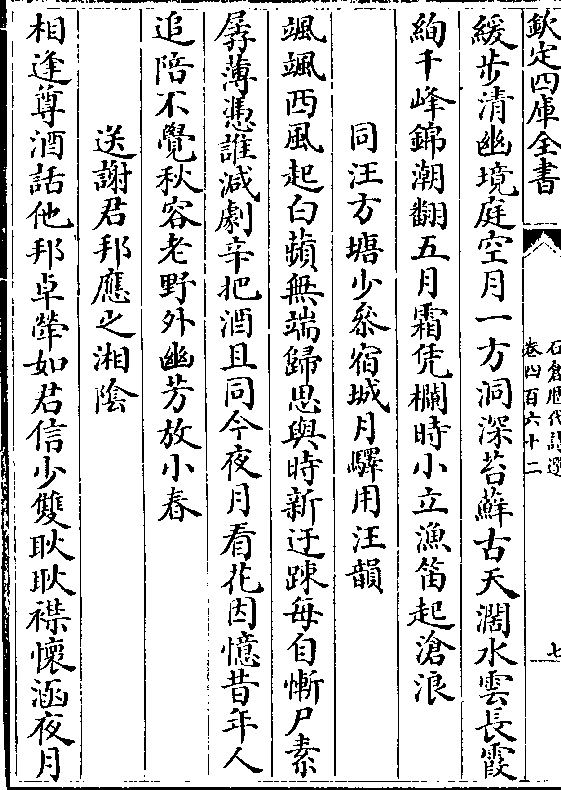 欽定四庫全書
石倉歴代詩選
卷四百六十二
七
緩步清幽境庭空月一方洞深苔蘚古天濶水雲長霞
絢千峰錦潮翻五月霜凭欄時小立漁笛起滄浪
同汪方塘少叅宿城月驛用汪韻
颯颯西風起白蘋無端歸思與時新迂踈每自慚尸素
孱薄憑誰減劇辛把酒且同今夜月看花因憶昔年人
追陪不覺秋容老野外幽芳放小春
送謝君邦應之湘隂
相逢尊酒話他邦卓犖如君信少雙耿耿襟懷涵夜月